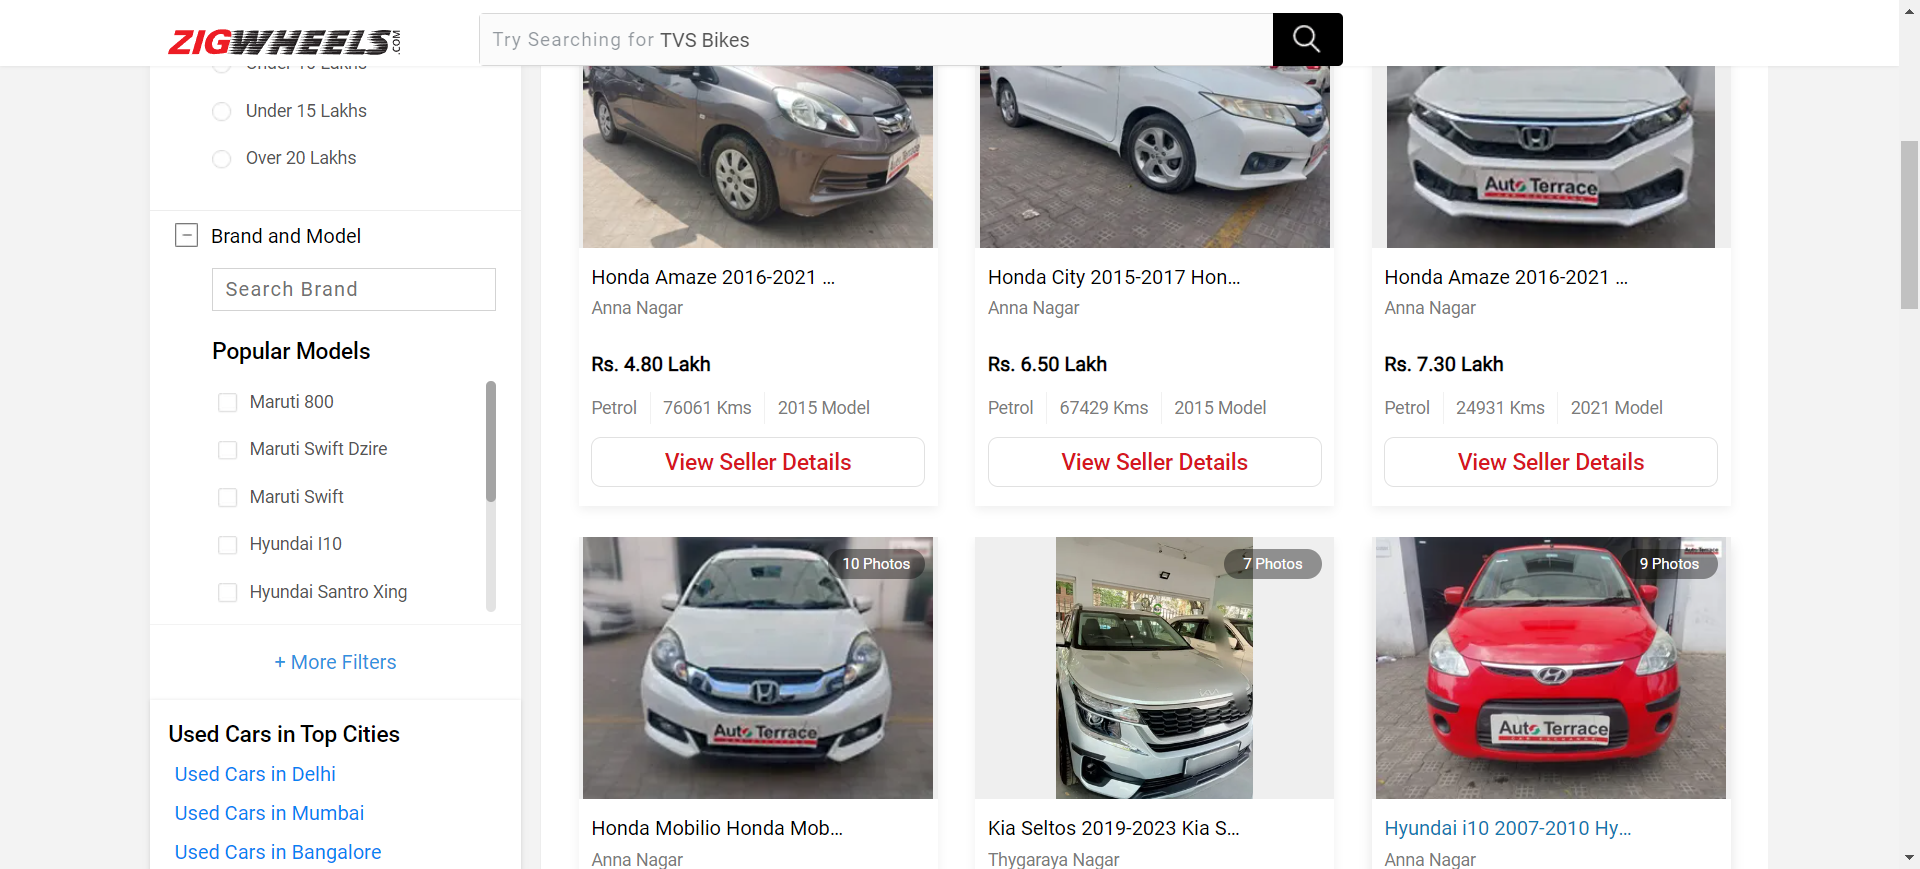 ZIGWHEELS.COM
Try Searching for TVS Bikes
Under 15 Lakhs
Over 20 Lakhs
Brand and Model
Search Brand
Popular Models
Maruti 800
Maruti Swift Dzire
Maruti Swift
Hyundai I10
Hyundai Santro Xing
+ More Filters
Used Cars in Top Cities
Used Cars in Delhi
Used Cars in Mumbai
Used Cars in Bangalore
Auto Terrace
Honda Amaze 2016-2021 ...
Anna Nagar
Rs. 4.80 Lakh
Petrol
76061 Kms
2015 Model
View Seller Details
Honda City 2015-2017 Hon...
Anna Nagar
Rs. 6.50 Lakh
Petrol
67429 Kms
2015 Model
View Seller Details
Auto Terrace
Honda Amaze 2016-2021 ...
Anna Nagar
Rs. 7.30 Lakh
Petrol
24931 Kms
2021 Model
View Seller Details
10 Photos
Auto Terrace
Honda Mobilio Honda Mob...
Anna Nagar
7 Photos
Kia Seltos 2019-2023 Kia S...
Thygaraya Nagar
Auto Terrace
9 Photos
Auto Terrace
Hyundai i10 2007-2010 Hy...
Anna Nagar